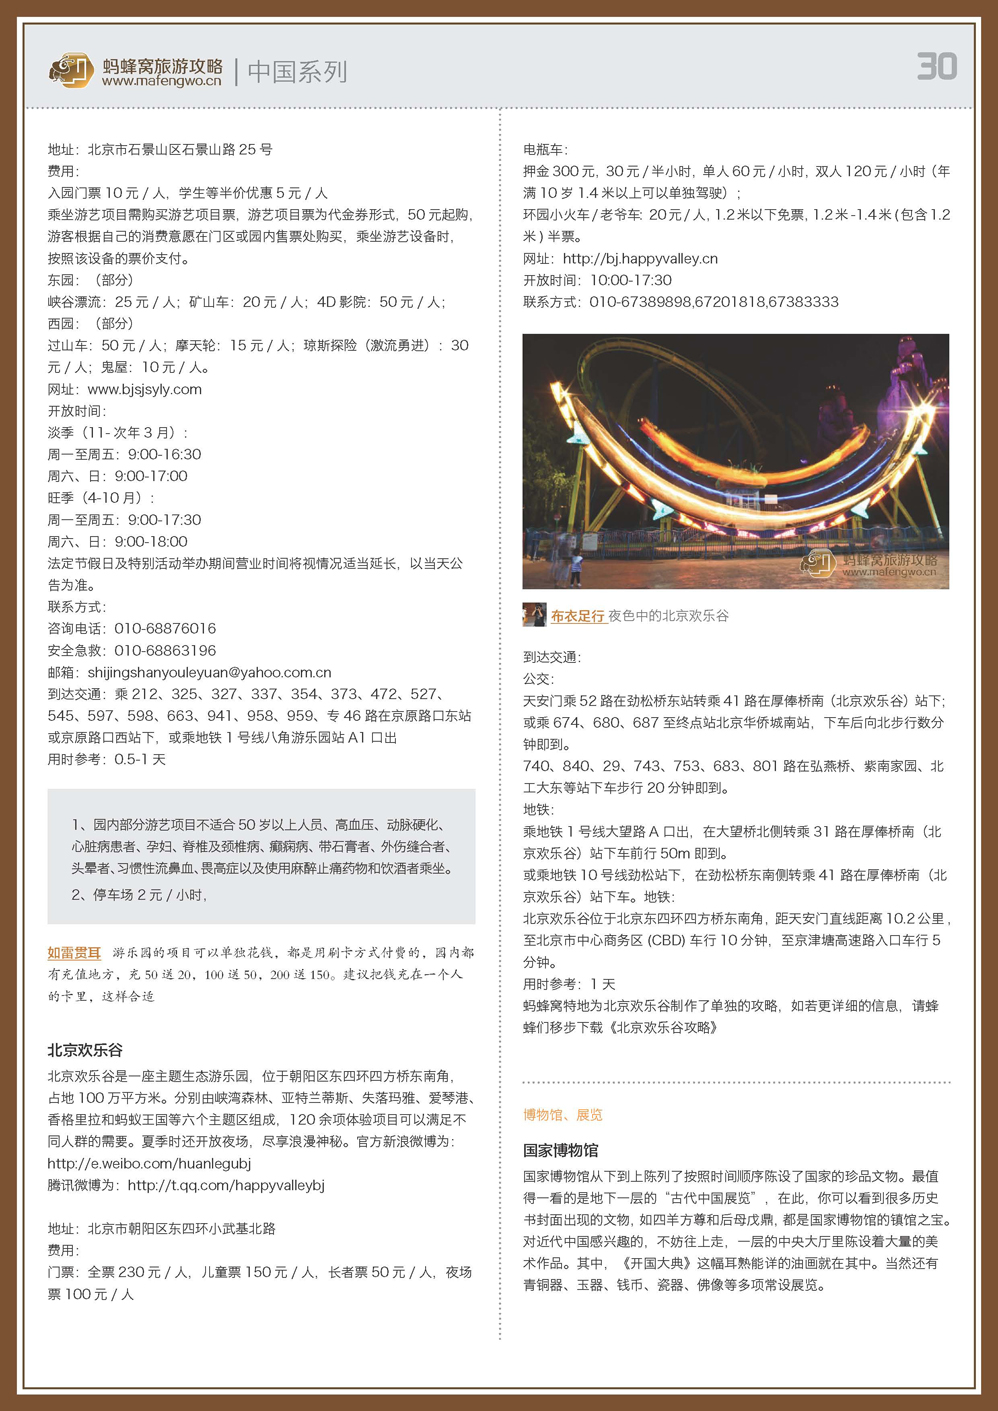 蚂蜂窝旅游攻略
www.mafengwo.cn
中国系列
30
地址：北京市石景山区石景山路 25 号
费用：
入园门票 10 元 / 人，学生等半价优惠 5 元 / 人
乘坐游艺项目需购买游艺项目票，游艺项目票为代金券形式，50 元起购，
游客根据自己的消费意愿在门区或园内售票处购买，乘坐游艺设备时，
按照该设备的票价支付。
东园：（部分）
峡谷漂流：25 元 / 人；矿山车：20 元 / 人；4D 影院：50 元 / 人；
西园：（部分）
过山车：50 元 / 人；摩天轮：15 元 / 人；琼斯探险（激流勇进）：30
元 / 人；鬼屋：10 元 / 人。
网址：www.bjsjsyly.com
开放时间：
淡季（11- 次年 3 月）：
周一至周五：9:00-16:30
周六、日：9:00-17:00
旺季（4-10 月）：
周一至周五：9:00-17:30
周六、日：9:00-18:00
法定节假日及特别活动举办期间营业时间将视情况适当延长，以当天公
告为准。
联系方式：
咨询电话：010-68876016
安全急救：010-68863196
邮箱：shijingshanyouleyuan@yahoo.com.cn
到达交通：乘 212、325、327、337、354、373、472、527、
545、597、598、663、941、958、959、专 46 路在京原路口东站
或京原路口西站下，或乘地铁 1 号线八角游乐园站 A1 口出
用时参考：0.5-1 天
1、园内部分游艺项目不适合 50 岁以上人员、高血压、动脉硬化、
心脏病患者、孕妇、脊椎及颈椎病、癫痫病、带石膏者、外伤缝合者、
头晕者、习惯性流鼻血、畏高症以及使用麻醉止痛药物和饮酒者乘坐。
2、停车场 2 元 / 小时，
如雷贯耳 游乐园的项目可以单独花钱，都是用刷卡方式付费的，园内都
有充值地方，充 50 送 20，100 送 50，200 送 150。建议把钱充在一个人
的卡里，这样合适
北京欢乐谷
北京欢乐谷是一座主题生态游乐园，位于朝阳区东四环四方桥东南角，
占地 100 万平方米。分别由峡湾森林、亚特兰蒂斯、失落玛雅、爱琴港、
香格里拉和蚂蚁王国等六个主题区组成，120 余项体验项目可以满足不
同人群的需要。夏季时还开放夜场，尽享浪漫神秘。官方新浪微博为：
http://e.weibo.com/huanlegubj
腾讯微博为：http://t.qq.com/happyvalleybj
地址：北京市朝阳区东四环小武基北路
费用：
门票：全票 230 元 / 人，儿童票 150 元 / 人，长者票 50 元 / 人，夜场
票 100 元 / 人
电瓶车：
押金 300 元，30 元 / 半小时，单人 60 元 / 小时，双人 120 元 / 小时（年
满 10 岁 1.4 米以上可以单独驾驶）；
环园小火车 / 老爷车：20 元 / 人，1.2 米以下免票，1.2 米 -1.4 米 ( 包含 1.2
米 ) 半票。
网址：http://bj.happyvalley.cn
开放时间：10:00-17:30
联系方式：010-67389898,67201818,67383333
蚂蜂窝旅游攻略
www.mafengwo.cn
布衣足行 夜色中的北京欢乐谷
到达交通：
公交：
天安门乘 52 路在劲松桥东站转乘 41 路在厚俸桥南（北京欢乐谷）站下；
或乘 674、680、687 至终点站北京华侨城南站，下车后向北步行数分
钟即到。
740、840、29、743、753、683、801 路在弘燕桥、紫南家园、北
工大东等站下车步行 20 分钟即到。
地铁：
乘地铁 1 号线大望路 A 口出，在大望桥北侧转乘 31 路在厚俸桥南（北
京欢乐谷）站下车前行 50m 即到。
或乘地铁 10 号线劲松站下，在劲松桥东南侧转乘 41 路在厚俸桥南（北
京欢乐谷）站下车。地铁：
北京欢乐谷位于北京东四环四方桥东南角，距天安门直线距离 10.2 公里，
至北京市中心商务区 (CBD) 车行 10 分钟，至京津塘高速路入口车行 5
分钟。
用时参考：1 天
蚂蜂窝特地为北京欢乐谷制作了单独的攻略，如若更详细的信息，请蜂
蜂们移步下载《北京欢乐谷攻略》
博物馆、展览
国家博物馆
国家博物馆从下到上陈列了按照时间顺序陈设了国家的珍品文物。最值
得一看的是地下一层的“古代中国展览”，在此，你可以看到很多历史
书封面出现的文物，如四羊方尊和后母戊鼎，都是国家博物馆的镇馆之宝。
对近代中国感兴趣的，不妨往上走，一层的中央大厅里陈设着大量的美
术作品。其中，《开国大典》这幅耳熟能详的油画就在其中。当然还有
青铜器、玉器、钱币、瓷器、佛像等多项常设展览。